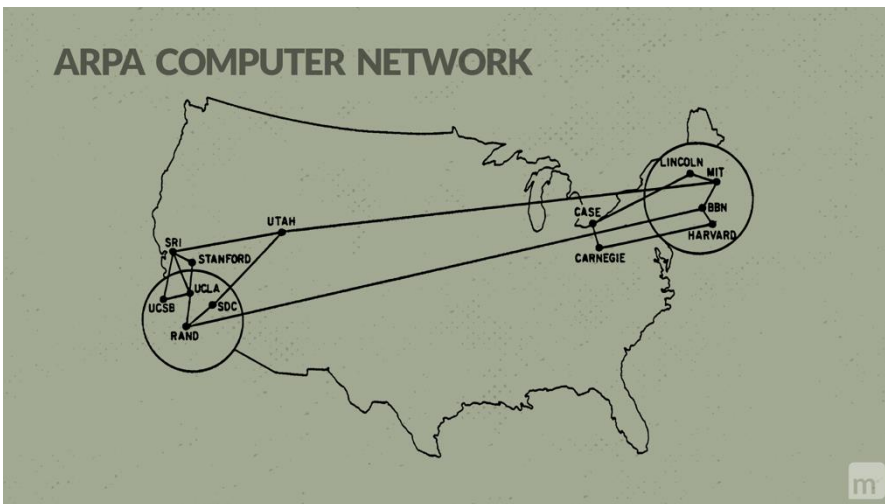 ARPA COMPUTER NETWORK
LINCOLN
MIT
CASE
BBN
UTAH
HARVARD
SRI
CARNEGIE
STANFORD
UCLA
UCSB
SDC
RAND
m